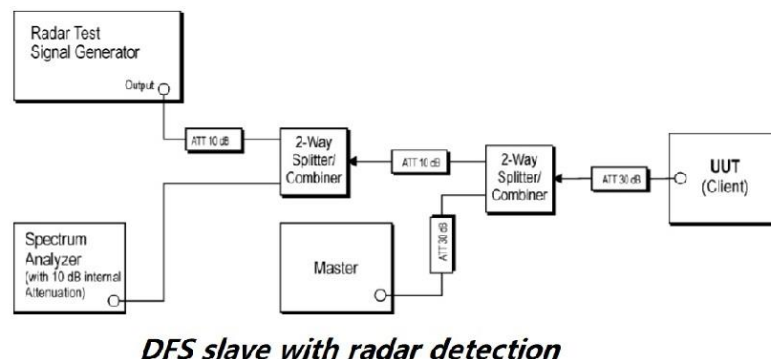 Radar Test
Signal Generator
Output
ATT 10 dB
2-Way
Splitter/
Combiner
ATT 10 dB
2-Way
Splitter/
Combiner
ATT 30 dB
UUT
(Client)
Spectrum
Analyzer
(with 10 dB internal
Attenuation)
Master
ATT 30 dB
DFS slave with radar detection